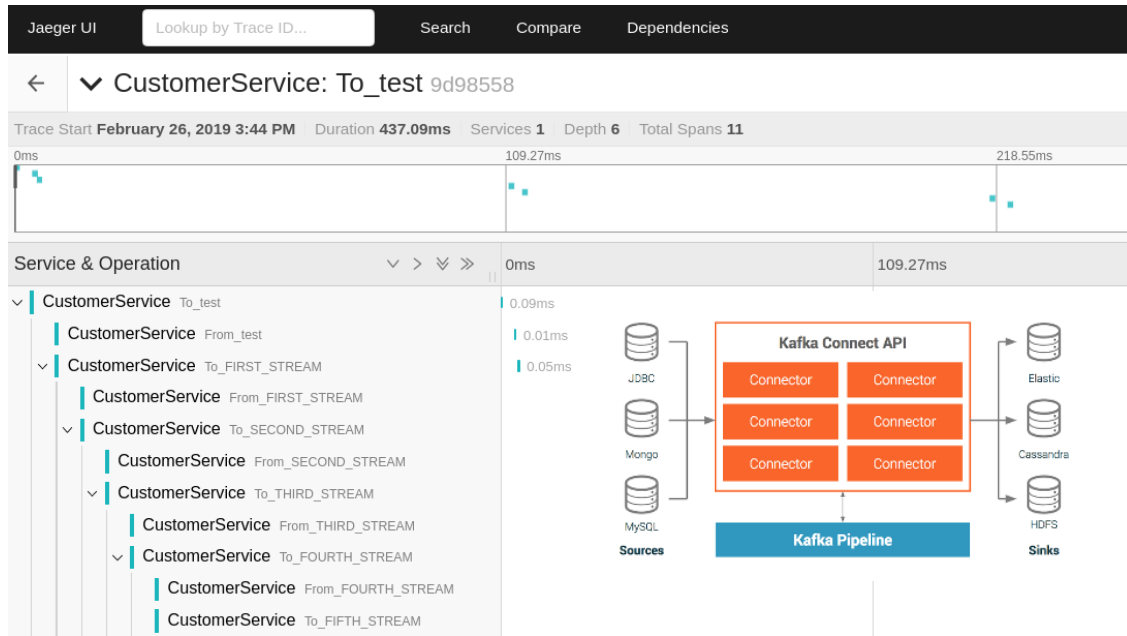 Jaeger UI Lookup by Trace ID... Search Compare Dependencies
CustomerService: To_test 9d98558
Trace Start February 26, 2019 3:44 PM Duration 437.09ms Services 1 Depth 6 Total Spans 11
0ms 109.27ms 218.55ms
Service & Operation 0ms 109.27ms
CustomerService To_test 0.09ms
CustomerService From_test 0.01ms
CustomerService To_FIRST_STREAM 0.05ms
CustomerService From_FIRST_STREAM
CustomerService To_SECOND_STREAM
CustomerService From_SECOND_STREAM
CustomerService To_THIRD_STREAM
CustomerService From_THIRD_STREAM
CustomerService To_FOURTH_STREAM
CustomerService From_FOURTH_STREAM
CustomerService To_FIFTH_STREAM
JDBC
Mongo
MySQL
Sources
Kafka Connect API
Connector Connector
Connector Connector
Connector Connector
Kafka Pipeline
Elastic
Cassandra
HDFS
Sinks